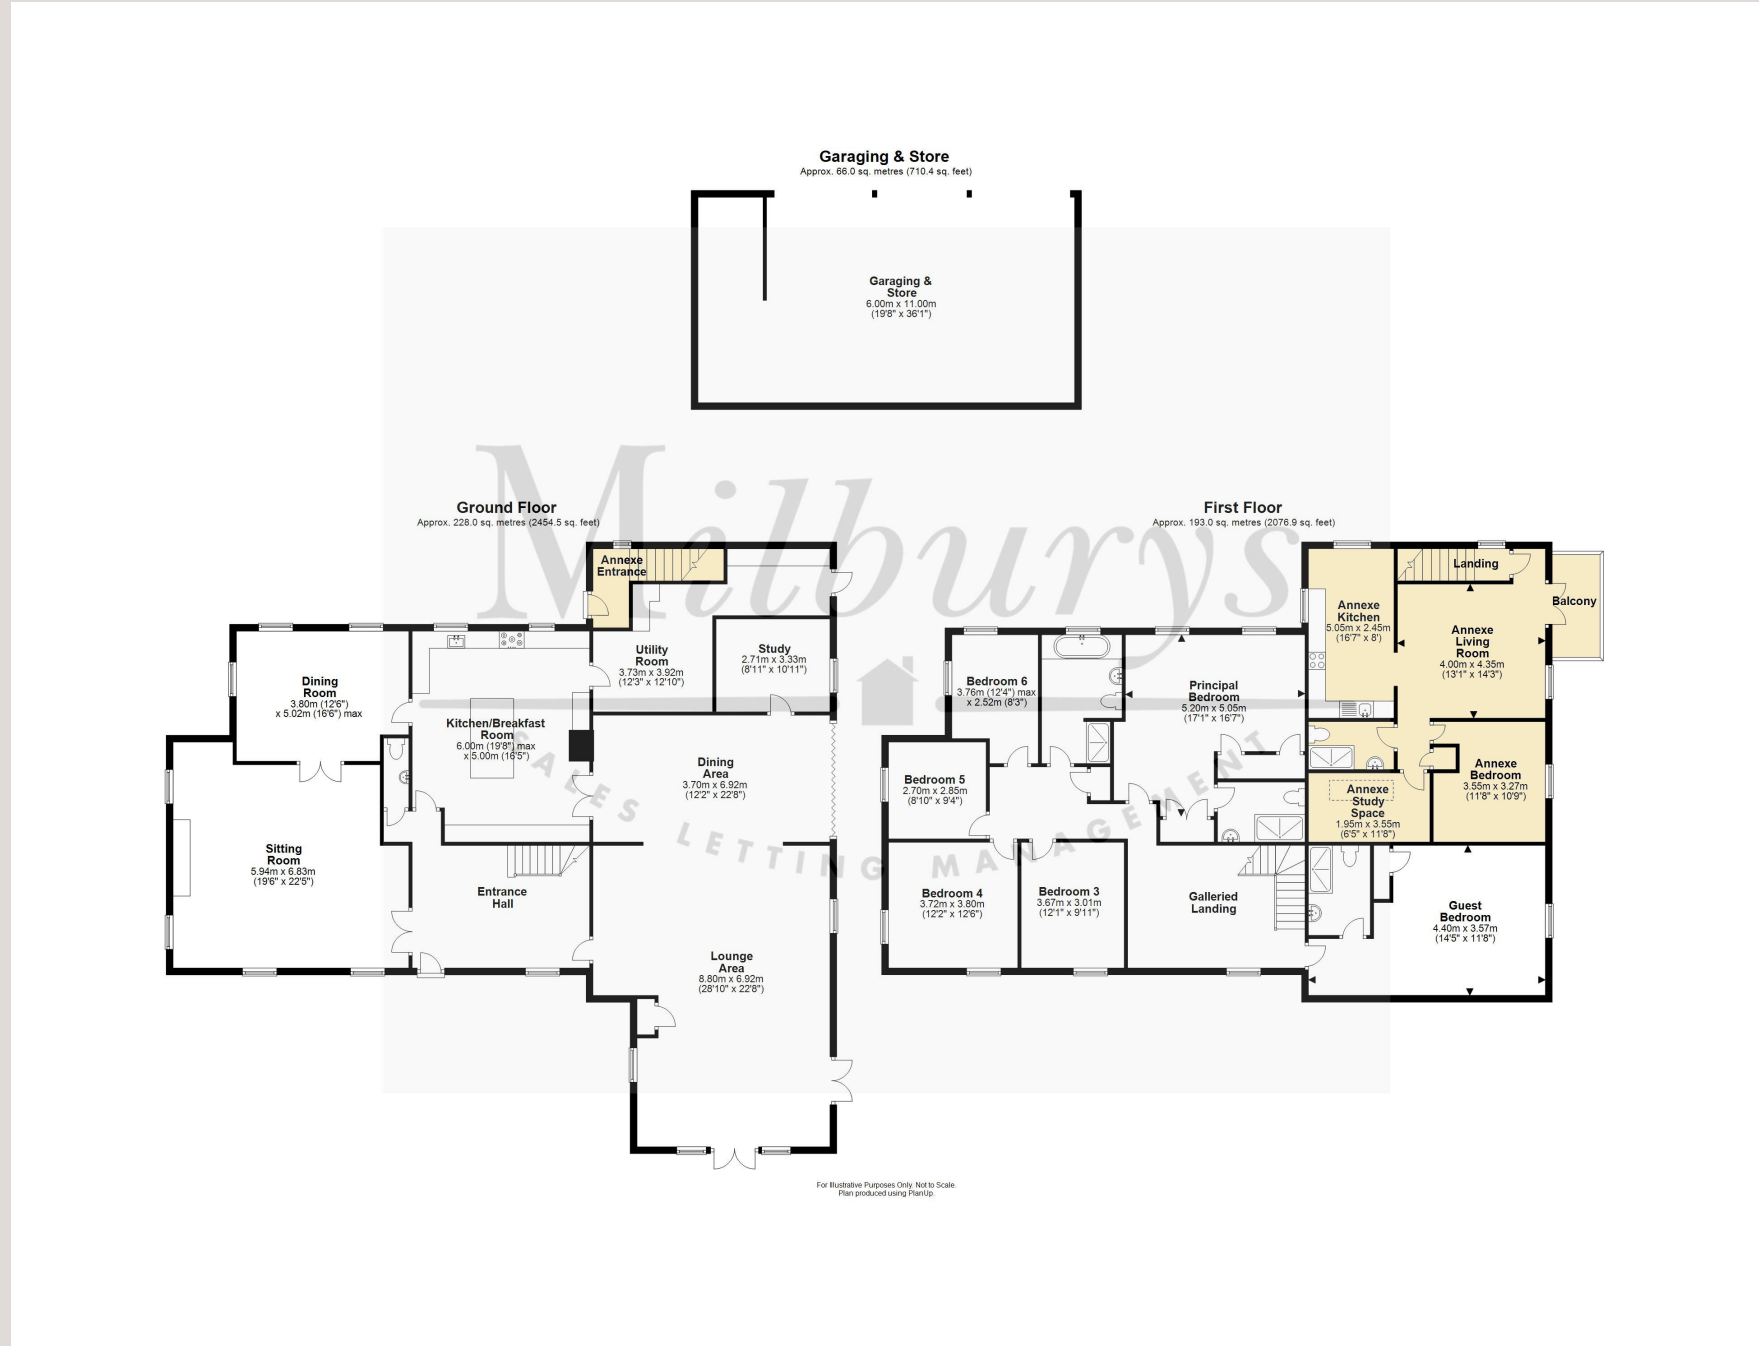 Garaging & Store
Approx. 66.0 sq. metres (710.4 sq. feet)
Garaging &
Store
6.00m x 11.00m
(19'8" x 36'1")
Milburys
SALES LETTING MANAGEMENT
Ground Floor
Approx. 228.0 sq. metres (2454.5 sq. feet)
Annexe
Entrance
Utility
Room
3.73m x 3.92m
(12'3" x 12'10")
Study
2.71m x 3.33m
(8'11" x 10'11")
Dining
Room
3.80m (12'6")
x 5.02m (16'6") max
Kitchen/Breakfast
Room
6.00m (19'8") max
x 5.00m (16'5")
Dining
Area
3.70m x 6.92m
(12'2" x 22'8")
Sitting
Room
5.94m x 6.83m
(19'6" x 22'5")
Entrance
Hall
Lounge
Area
8.80m x 6.92m
(28'10" x 22'8")
First Floor
Approx. 193.0 sq. metres (2076.9 sq. feet)
Landing
Balcony
Annexe
Kitchen
5.05m x 2.45m
(16'7" x 8')
Annexe
Living
Room
4.00m x 4.35m
(13'1" x 14'3")
Bedroom 6
3.76m (12'4") max
x 2.52m (8'3")
Principal
Bedroom
5.20m x 5.05m
(17'1" x 16'7")
Bedroom 5
2.70m x 2.85m
(8'10" x 9'4")
Annexe
Bedroom
3.55m x 3.27m
(11'8" x 10'9")
Annexe
Study
Space
1.95m x 3.55m
(6'5" x 11'8")
Bedroom 4
3.72m x 3.80m
(12'2" x 12'6")
Bedroom 3
3.67m x 3.01m
(12'1" x 9'11")
Galleried
Landing
Guest
Bedroom
4.40m x 3.57m
(14'5" x 11'8")
For Illustrative Purposes Only. Not to Scale.
Plan produced using PlanUp.